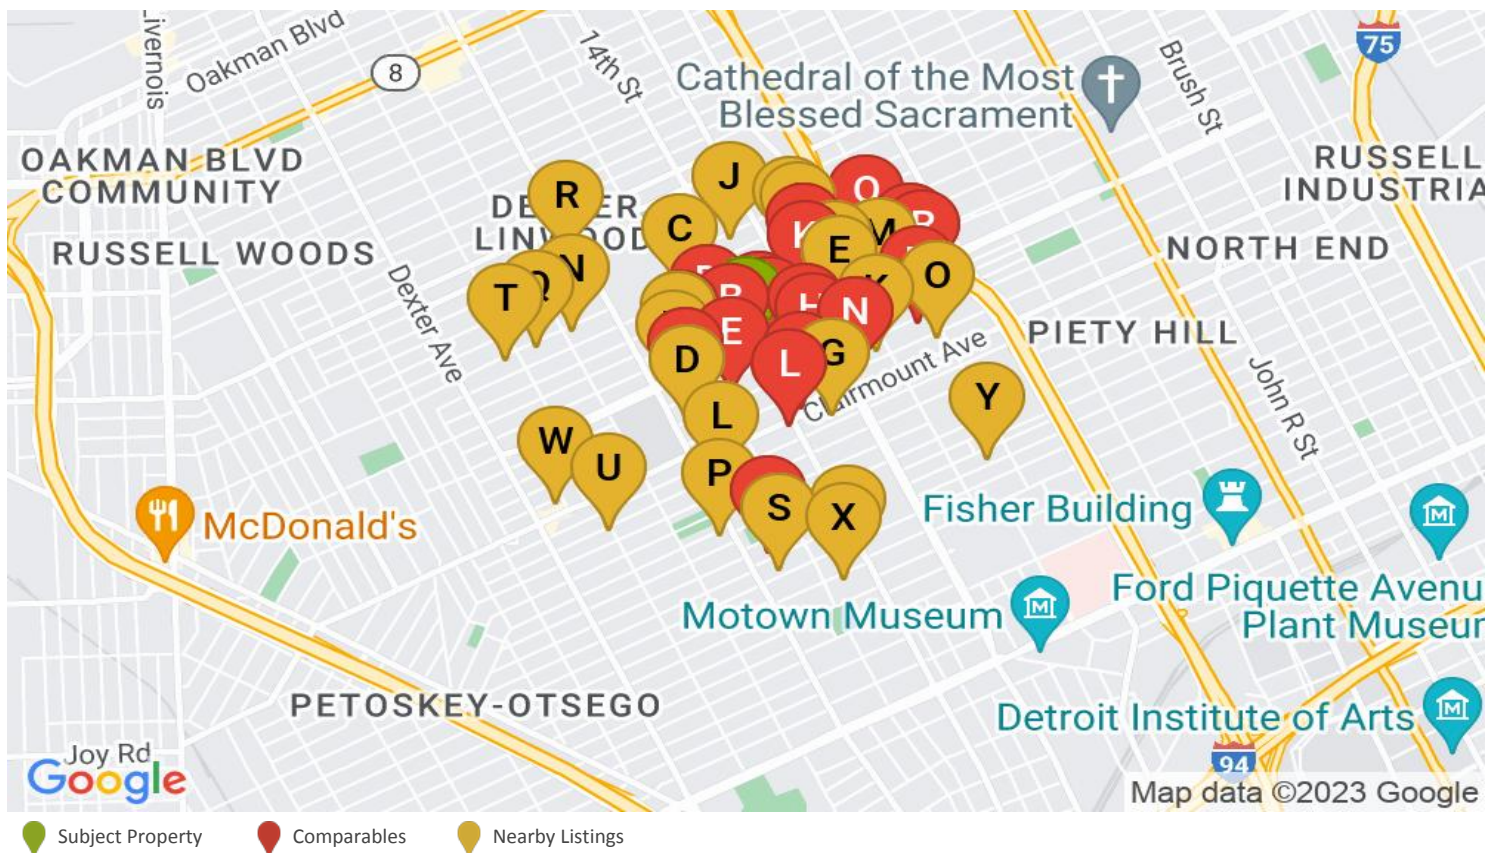 Livernois
Oakman Blvd
8
14th St
Cathedral of the Most
Blessed Sacrament
Brush St
75
OAKMAN BLVD
COMMUNITY
RUSSELL
INDUSTRIA
R
J
O
C
K
E
M
RUSSELL WOODS
NORTH END
T
Q
N
B
H
N
K
O
Dexter Ave
E
D
L
G
PIETY HILL
Clairmount Ave
John R St
Y
L
W
U
P
S
X
McDonald's
Fisher Building
Motown Museum
Ford Piquette Avenu
Plant Museum
PETOSKEY-OTSEGO
Detroit Institute of Arts
Joy Rd
Google
94
Map data ©2023 Google
Subject Property
Comparables
Nearby Listings